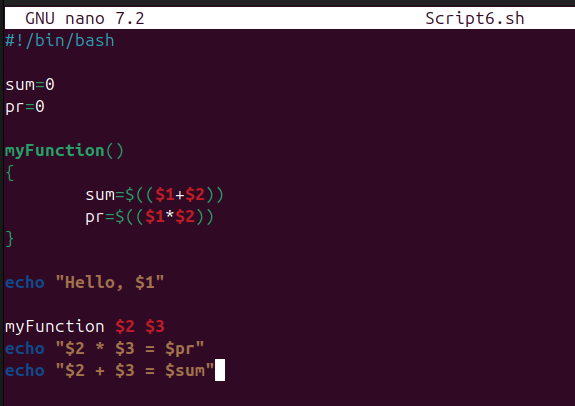 GNU nano 7.2 Script6.sh
#!/bin/bash
sum=0
pr=0
myFunction()
{
sum=$(($1+$2))
pr=$(($1*$2))
}
echo "Hello, $1"
myFunction $2 $3
echo "$2 * $3 = $pr"
echo "$2 + $3 = $sum"